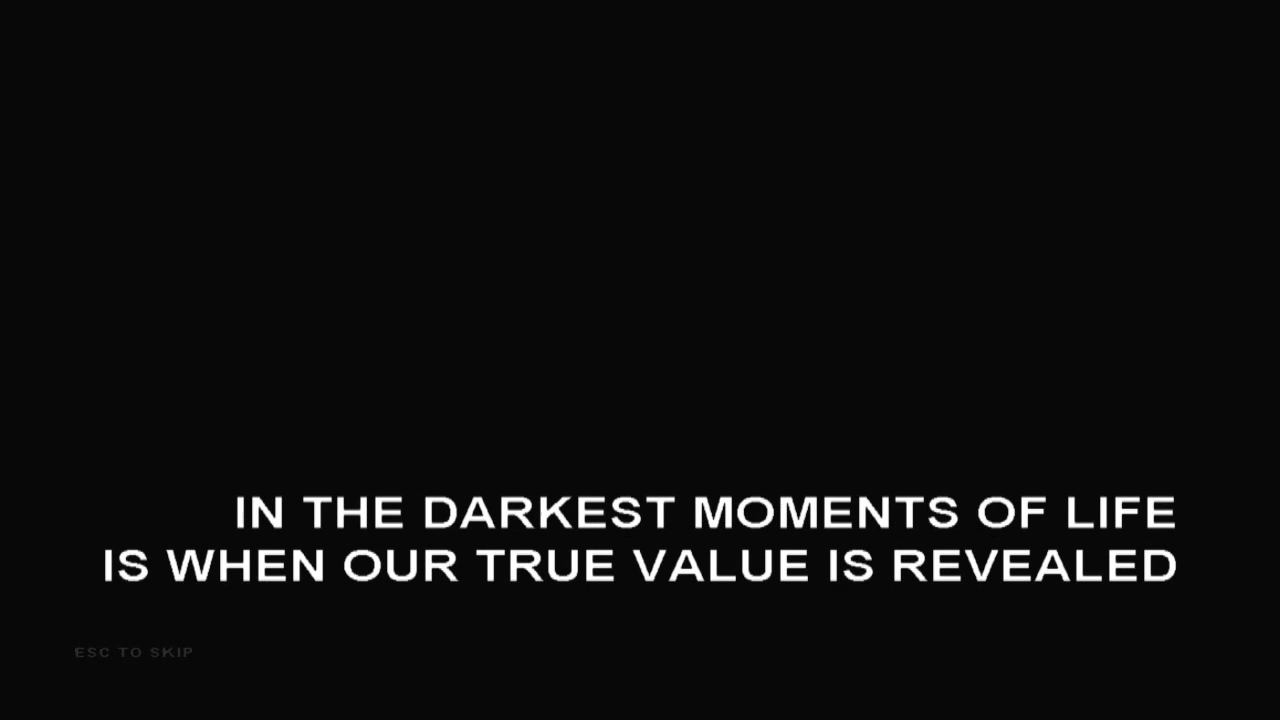 IN THE DARKEST MOMENTS OF LIFE
IS WHEN OUR TRUE VALUE IS REVEALED
ESC TO SKIP